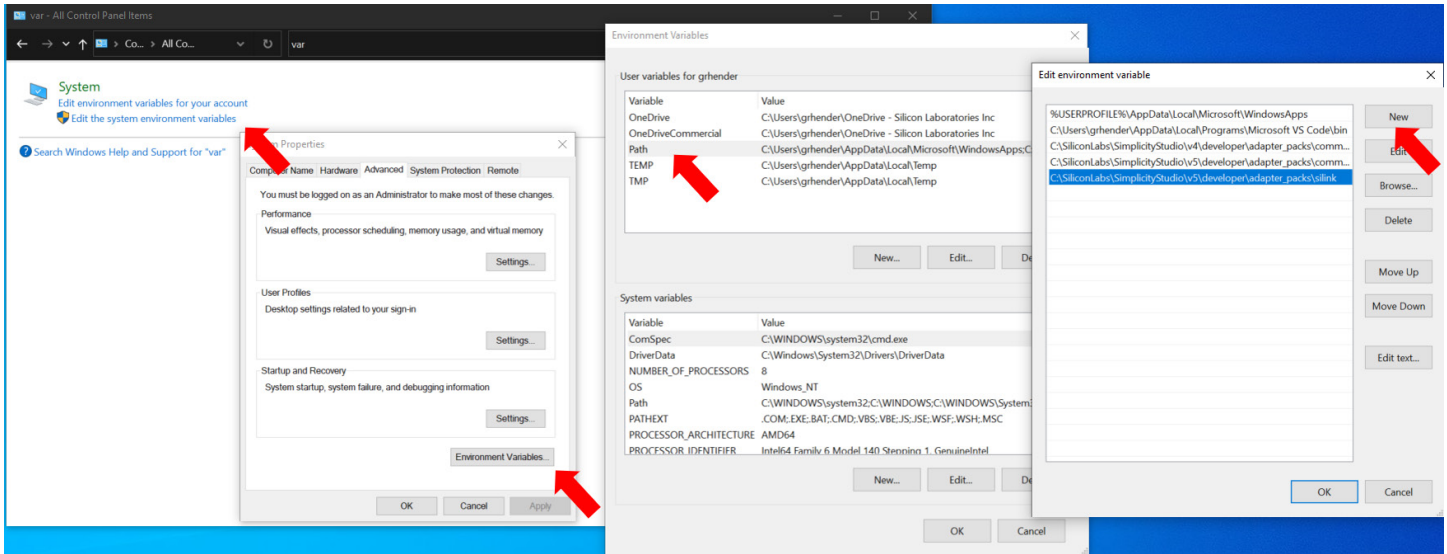 var - All Control Panel Items
Co... > All Co...
var
System
Edit environment variables for your account
Edit the system environment variables
Search Windows Help and Support for "var"
Properties
Computer Name Hardware Advanced System Protection Remote
You must be logged on as an Administrator to make most of these changes.
Performance
Visual effects, processor scheduling, memory usage, and virtual memory
Settings...
User Profiles
Desktop settings related to your sign-in
Settings...
Startup and Recovery
System startup, system failure, and debugging information
Settings...
Environment Variables...
OK Cancel Apply
Environment Variables
User variables for grhender
Variable Value
OneDrive C:\Users\grhender\OneDrive - Silicon Laboratories Inc
OneDriveCommercial C:\Users\grhender\OneDrive - Silicon Laboratories Inc
Path C:\Users\grhender\AppData\Local\Microsoft\WindowsApps;C
TEMP C:\Users\grhender\AppData\Local\Temp
TMP C:\Users\grhender\AppData\Local\Temp
New... Edit... De
System variables
Variable Value
ComSpec C:\WINDOWS\system32\cmd.exe
DriverData C:\Windows\System32\Drivers\DriverData
NUMBER_OF_PROCESSORS 8
OS Windows_NT
Path C:\WINDOWS\system32;C:\WINDOWS;C:\WINDOWS\System
PATHEXT .COM;.EXE;.BAT;.CMD;.VBS;.VBE;.JS;.JSE;.WSF;.WSH;.MSC
PROCESSOR_ARCHITECTURE AMD64
PROCESSOR_IDENTIFIER Intel64 Family 6 Model 140 Stepping 1, GenuineIntel
New... Edit... De
OK Cancel
Edit environment variable
%USERPROFILE%\AppData\Local\Microsoft\WindowsApps
C:\Users\grhender\AppData\Local\Programs\Microsoft VS Code\bin
C:\SiliconLabs\SimplicityStudio\v4\developer\adapter_packs\comm...
C:\SiliconLabs\SimplicityStudio\v5\developer\adapter_packs\comm...
C:\SiliconLabs\SimplicityStudio\v5\developer\adapter_packs\silink
New
Edit
Browse...
Delete
Move Up
Move Down
Edit text...
OK Cancel